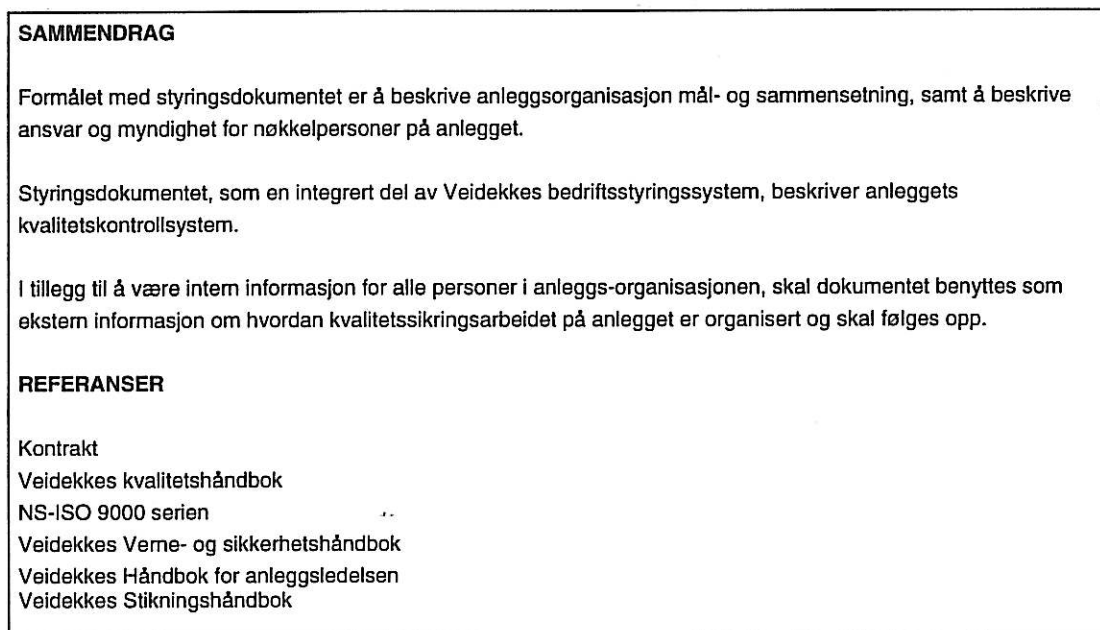 SAMMENDRAG
Formålet med styringsdokumentet er å beskrive anleggsorganisasjon mål- og sammensetning, samt å beskrive
ansvar og myndighet for nøkkelpersoner på anlegget.
Styringsdokumentet, som en integrert del av Veidekkes bedriftsstyringssystem, beskriver anleggets
kvalitetskontrollsystem.
I tillegg til å være intern informasjon for alle personer i anleggs-organisasjonen, skal dokumentet benyttes som
ekstern informasjon om hvordan kvalitetssikringsarbeidet på anlegget er organisert og skal følges opp.
REFERANSER
Kontrakt
Veidekkes kvalitetshåndbok
NS-ISO 9000 serien
Veidekkes Verne- og sikkerhetshåndbok
Veidekkes Håndbok for anleggsledelsen
Veidekkes Stikningshåndbok